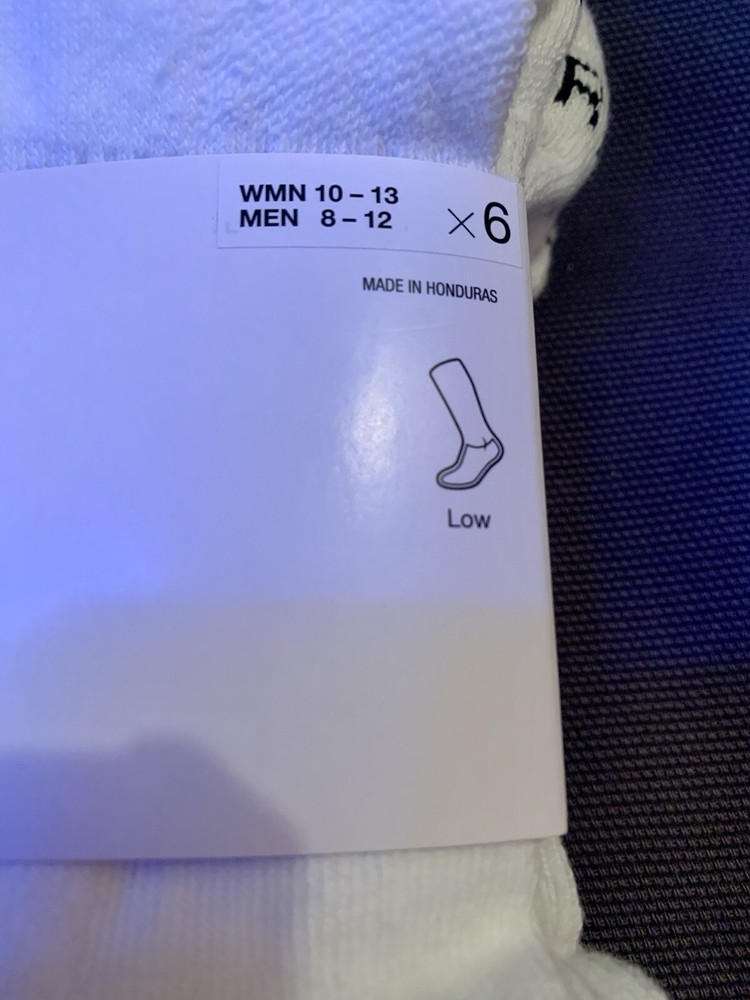 WMN 10 – 13
MEN 8 – 12
×6
MADE IN HONDURAS
Low